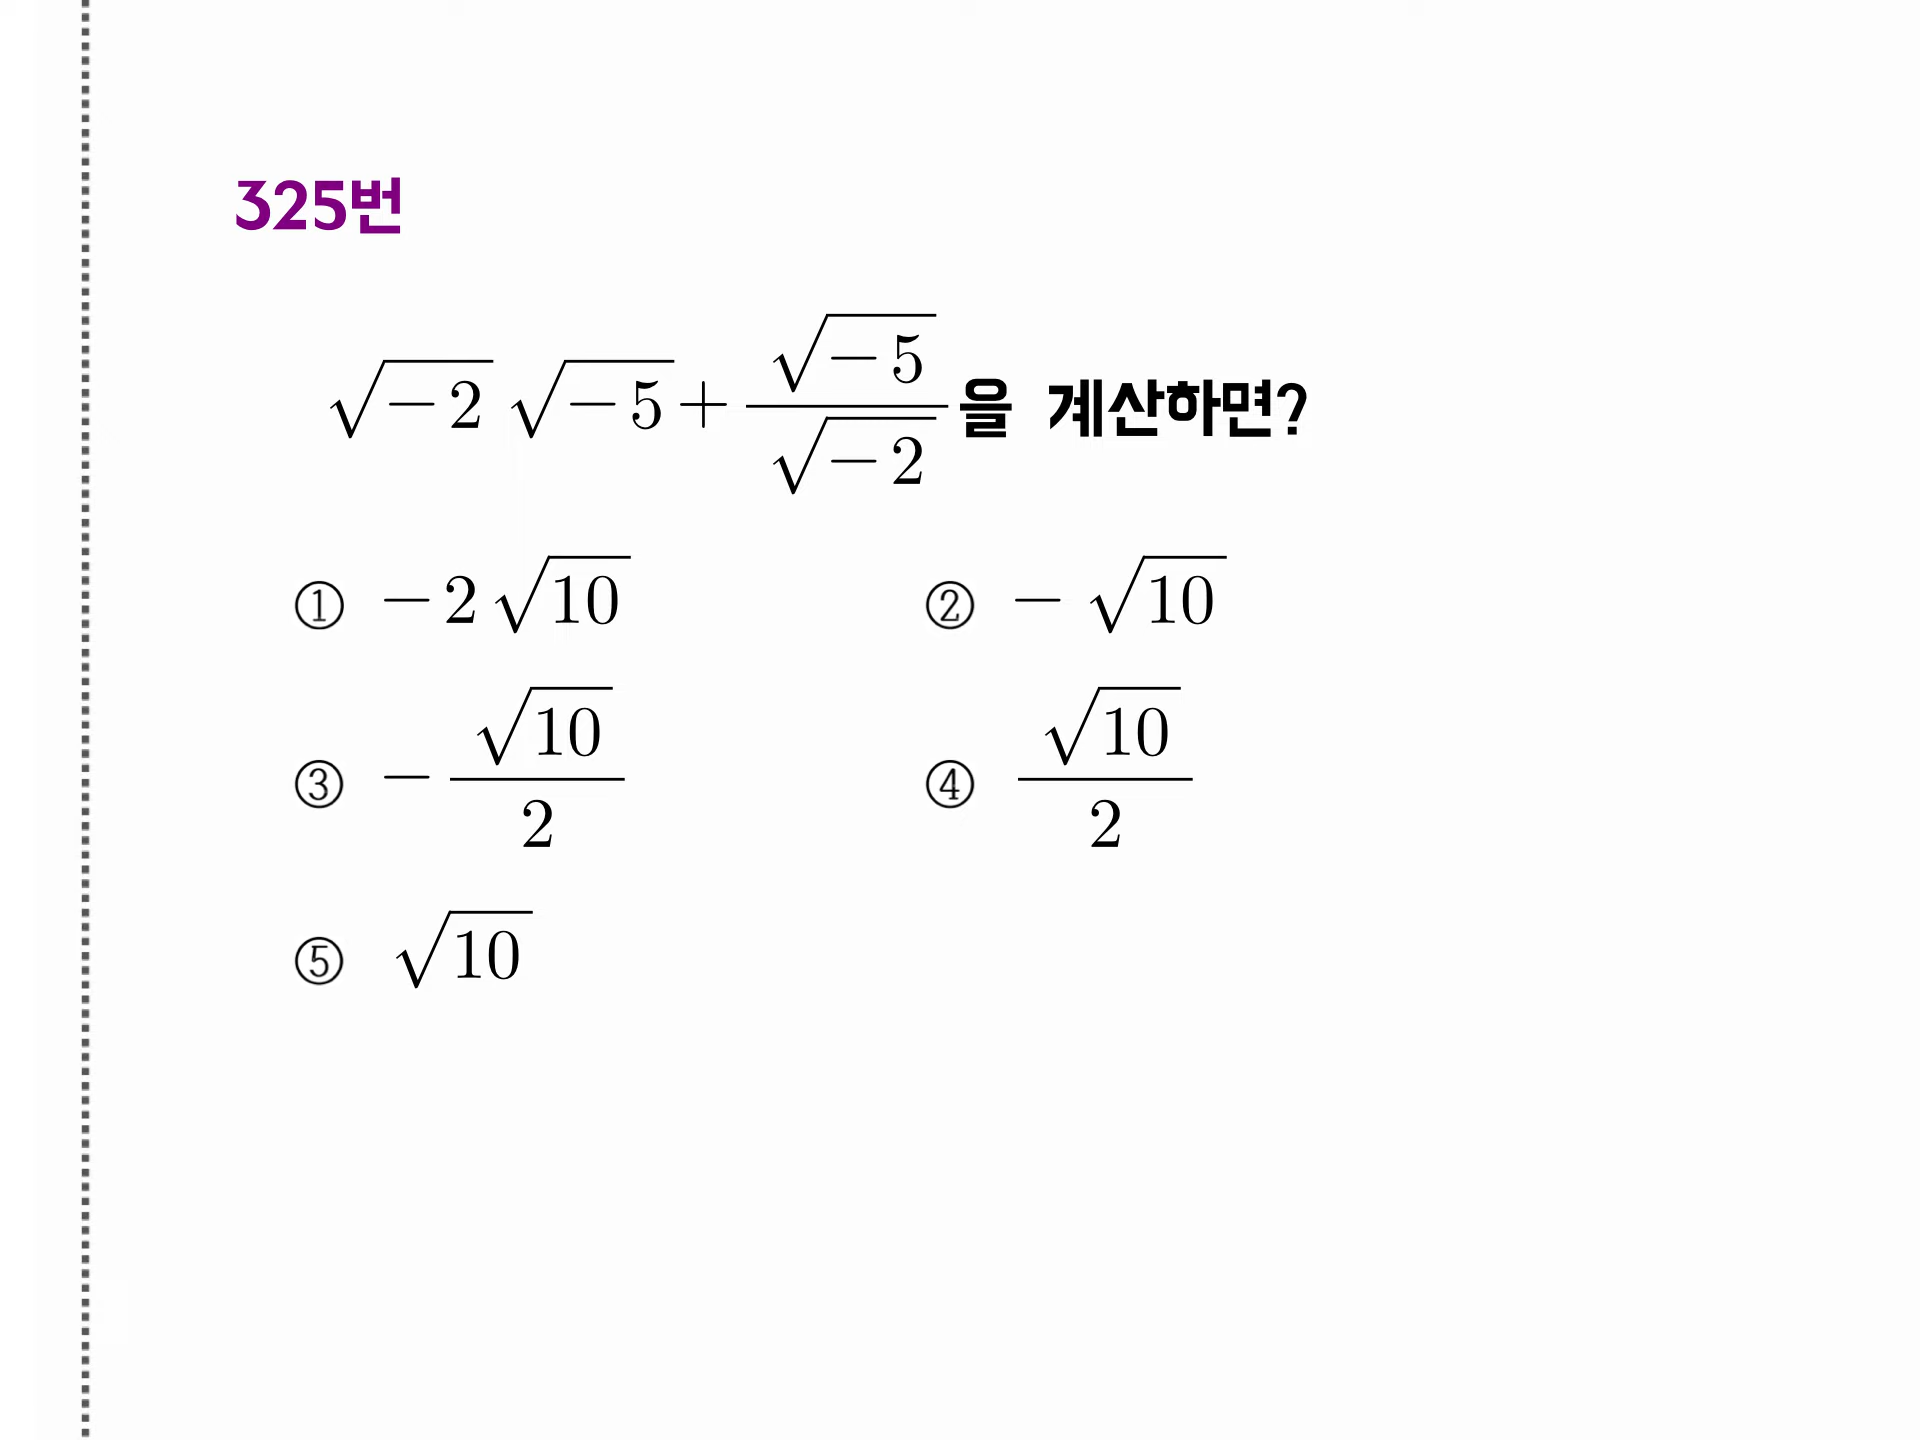 325번
√-2 √-5 + √-5/√-2 을 계산하면?
① -2√10 ② -√10
③ -√10/2 ④ √10/2
⑤ √10